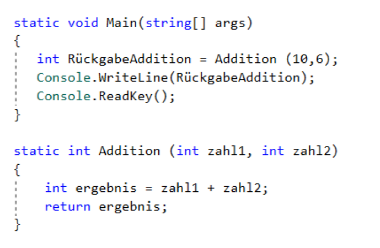 static void Main(string[] args)
{
int RückgabeAddition = Addition (10,6);
Console.WriteLine(RückgabeAddition);
Console.ReadKey();
}
static int Addition (int zahl1, int zahl2)
{
int ergebnis = zahl1 + zahl2;
return ergebnis;
}